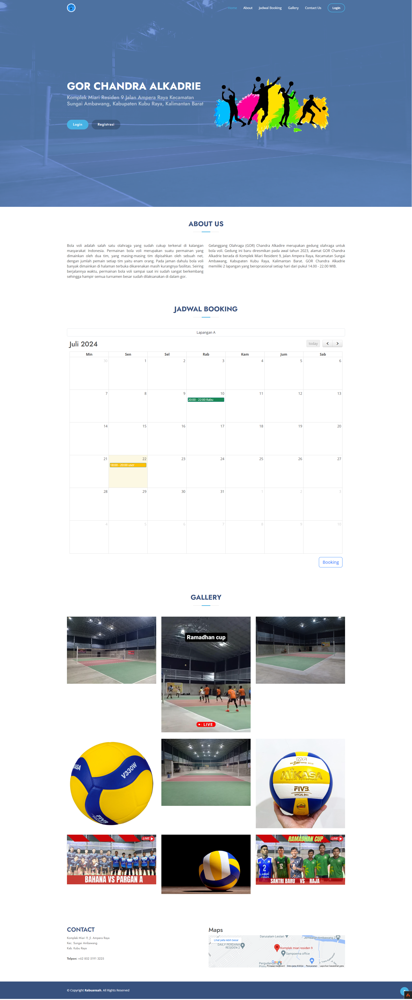 Home About Jadwal Booking Gallery Contact Us Login
GOR CHANDRA ALKADRIE
Komplek Miari Residen 9 Jalan Ampera Raya Kecamatan
Sungai Ambawang, Kabupaten Kubu Raya, Kalimantan Barat
Login Registrasi
ABOUT US
Bola voli adalah salah satu olahraga yang sudah cukup terkenal di kalangan
masyarakat Indonesia. Permainan bola voli merupakan suatu permainan yang
dimainkan oleh dua tim, yang masing-masing tim dipisahkan oleh sebuah net,
dengan jumlah pemain setiap tim yaitu enam orang. Pada jaman dahulu bola voli
banyak dimainkan di halaman terbuka dikarenakan masih kurangnya fasilitas. Seiring
berjalannya waktu, permainan bola voli sampai saat ini sudah sangat berkembang
sehingga hampir semua turnamen besar sudah dilaksanakan di dalam gor.
Gelanggang Olahraga (GOR) Chandra Alkadire merupakan gedung olahraga untuk
bola voli. Gedung ini baru diresmikan pada awal tahun 2023, alamat GOR Chandra
Alkadrie berada di Komplek Miari Resident 9, Jalan Ampera Raya, Kecamatan Sungai
Ambawang, Kabupaten Kubu Raya, Kalimantan Barat. GOR Chandra Alkadrie
memiliki 2 lapangan yang beroprasional setiap hari dari pukul 14.00 - 22.00 WIB.
JADWAL BOOKING
Lapangan A
Juli 2024 today
Min Sen Sel Rab Kam Jum Sab
30 1 2 3 4 5 6
7 8 9 10 11 12 13
20:00 - 22:00 Rabu
14 15 16 17 18 19 20
21 22 23 24 25 26 27
18:00 - 20:00 user
28 29 30 31 1 2 3
4 5 6 7 8 9 10
Booking
GALLERY
Ramadhan cup
LIVE
KASA
V330W
FIVB
MG
MIKASA
REGULAR PERFORMANCE
FIVB
OFFICIAL BALL
LIVE
BAHANA VS PARGAN A
RAMADHAN CUP LIVE
2
LAVANI
12
SANTRI BARU VS RAJA
CONTACT
Komplek Miari 9, Jl. Ampera Raya
Kec. Sungai Ambawang
Kab. Kubu Raya
Telpon: +62 852 5191 3225
Maps
Darusalam Lestari
Jembatan Ambawang 2
Lihat peta lebih besar
DAILY PERDANA
RESIDEN 2
Komplek miari residen 9
Sampoerna office
Jl. Trans Kalimantan
Google
Pergudangan
Pintasan keyboard Data peta ©2024 Persyaratan Laporkan kesalahan peta
© Copyright Rabuansah. All Rights Reserved